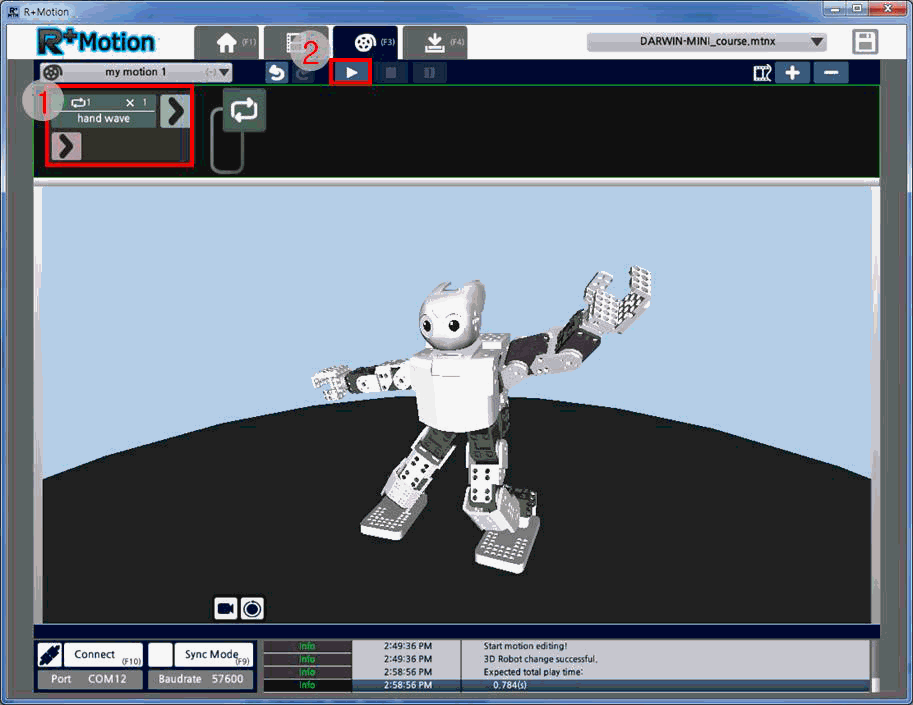 R+Motion
R+Motion
(F1)
2
(F3)
(F4)
DARWIN-MINi_course.mtnx
my motion 1
(-)
1
1
× 1
hand wave
Connect
(F10)
Sync Mode
(F9)
Port COM12
Baudrate 57600
Info 2:49:36 PM Start motion editing!
Info 2:49:36 PM 3D Robot change successful.
Info 2:58:56 PM Expected total play time:
Info 2:58:56 PM 0.784(s)